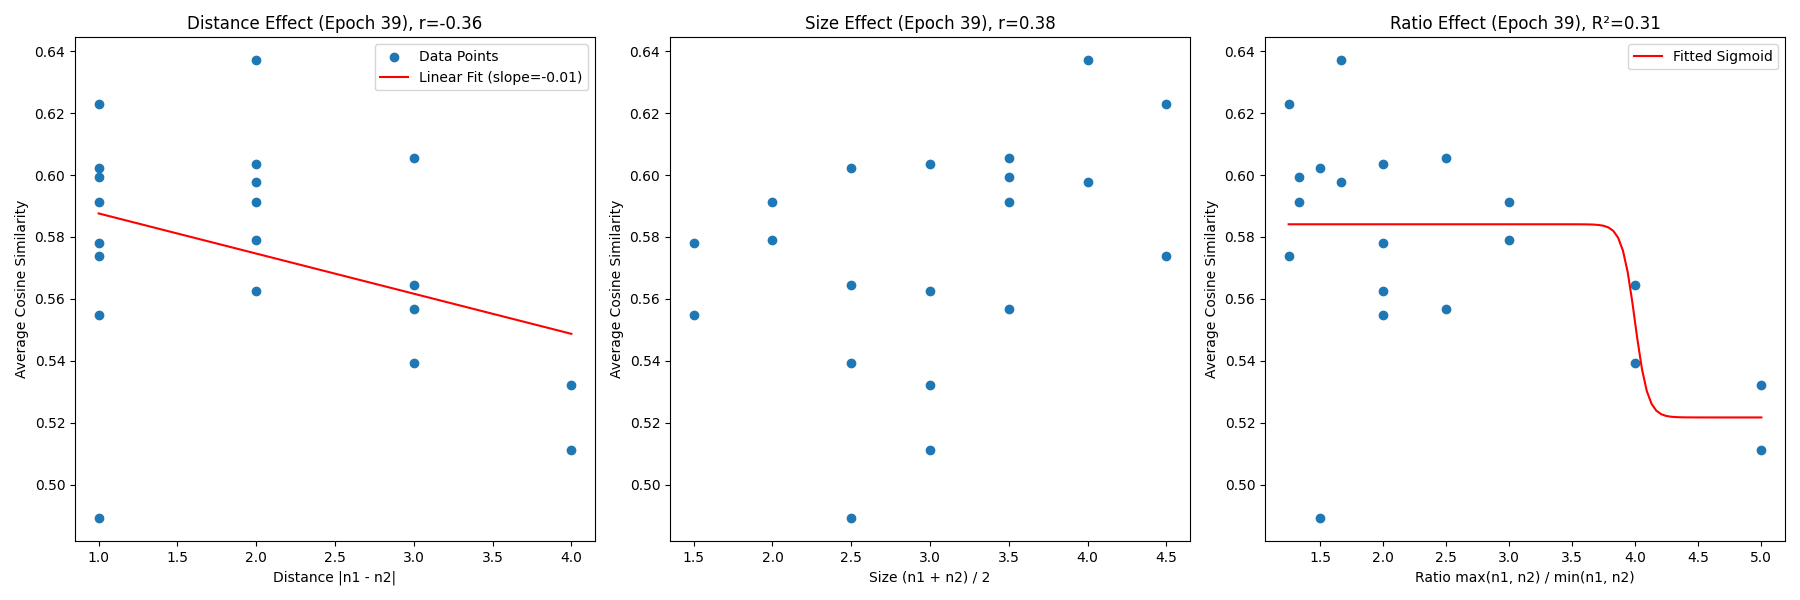 Distance Effect (Epoch 39), r=-0.36
0.64
0.62
0.60
0.58
0.56
0.54
0.52
0.50
Average Cosine Similarity
Data Points
Linear Fit (slope=-0.01)
1.0 1.5 2.0 2.5 3.0 3.5 4.0
Distance |n1 - n2|
Size Effect (Epoch 39), r=0.38
0.64
0.62
0.60
0.58
0.56
0.54
0.52
0.50
Average Cosine Similarity
1.5 2.0 2.5 3.0 3.5 4.0 4.5
Size (n1 + n2) / 2
Ratio Effect (Epoch 39), R²=0.31
0.64
0.62
0.60
0.58
0.56
0.54
0.52
0.50
Average Cosine Similarity
Fitted Sigmoid
1.5 2.0 2.5 3.0 3.5 4.0 4.5 5.0
Ratio max(n1, n2) / min(n1, n2)